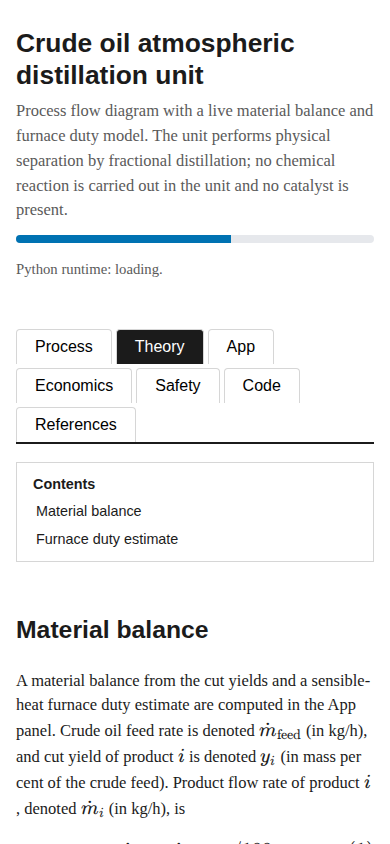 Crude oil atmospheric
distillation unit
Process flow diagram with a live material balance and
furnace duty model. The unit performs physical
separation by fractional distillation; no chemical
reaction is carried out in the unit and no catalyst is
present.
Python runtime: loading.
Process
Theory
App
Economics
Safety
Code
References
Contents
Material balance
Furnace duty estimate
Material balance
A material balance from the cut yields and a sensible-
heat furnace duty estimate are computed in the App
panel. Crude oil feed rate is denoted ṁ_feed (in kg/h),
and cut yield of product i is denoted y_i (in mass per
cent of the crude feed). Product flow rate of product i
, denoted ṁ_i (in kg/h), is